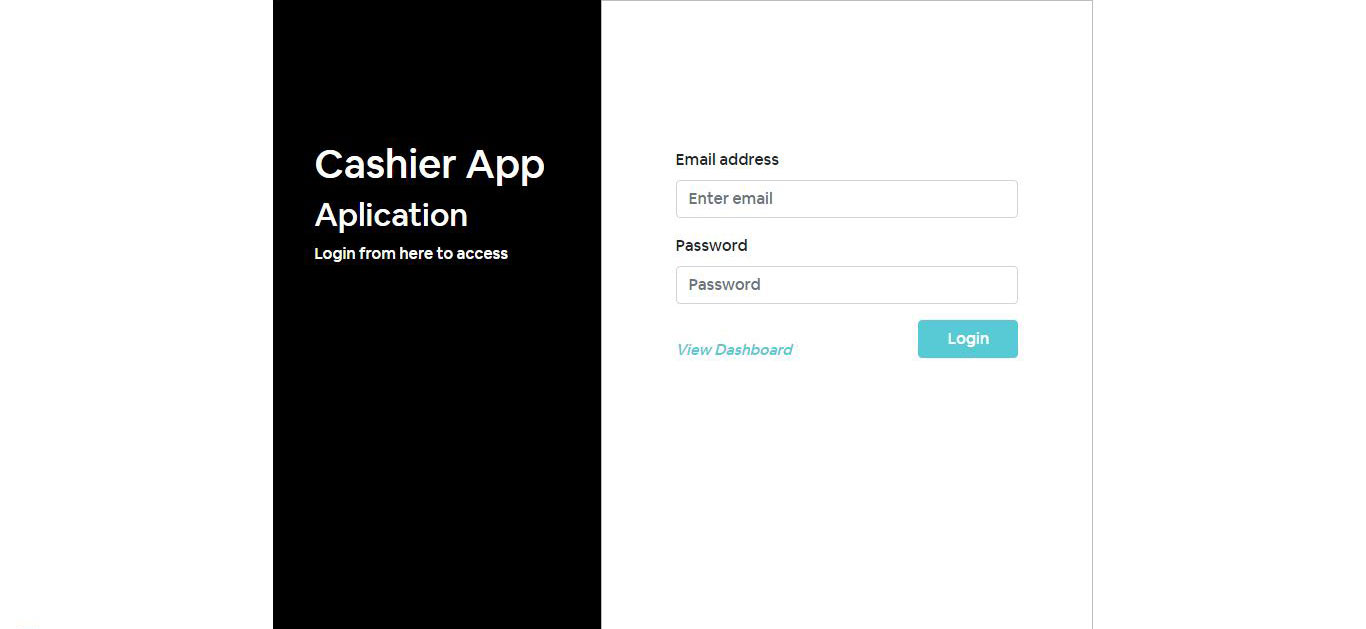 Cashier App
Aplication
Login from here to access
Email address
Enter email
Password
Password
View Dashboard
Login